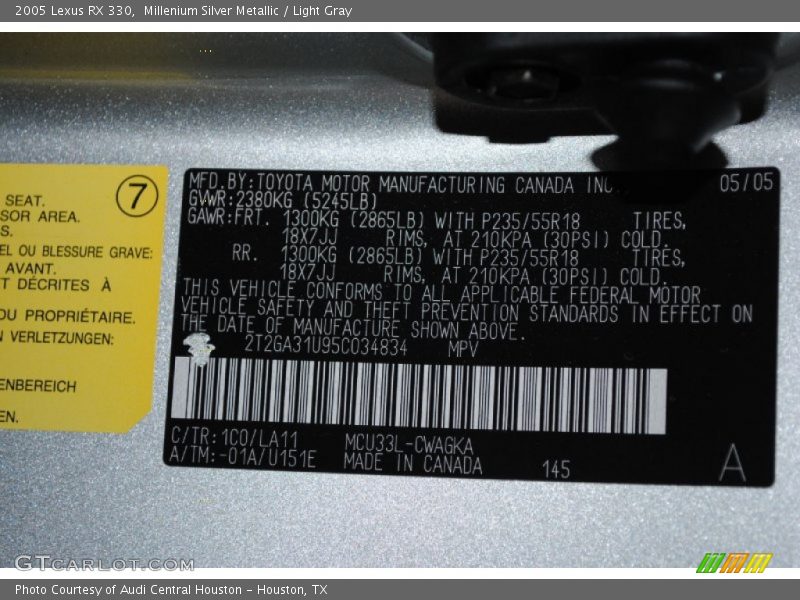 2005 Lexus RX 330,  Millenium Silver Metallic / Light Gray
7
SEAT.
SOR AREA.
S.
EL OU BLESSURE GRAVE:
AVANT.
T DÉCRITES À
DU PROPRIÉTAIRE.
N VERLETZUNGEN:
ENBEREICH
EN.
MFD.BY:TOYOTA MOTOR MANUFACTURING CANADA INC. 05/05
GVWR:2380KG (5245LB)
GAWR:FRT. 1300KG (2865LB) WITH P235/55R18 TIRES,
18X7JJ RIMS, AT 210KPA (30PSI) COLD.
RR. 1300KG (2865LB) WITH P235/55R18 TIRES,
18X7JJ RIMS, AT 210KPA (30PSI) COLD.
THIS VEHICLE CONFORMS TO ALL APPLICABLE FEDERAL MOTOR
VEHICLE SAFETY AND THEFT PREVENTION STANDARDS IN EFFECT ON
THE DATE OF MANUFACTURE SHOWN ABOVE.
2T2GA31U95C034834 MPV
C/TR:1C0/LA11 MCU33L-CWAGKA
A/TM:-01A/U151E MADE IN CANADA 145 A
GTCARLOT.COM
Photo Courtesy of Audi Central Houston – Houston, TX